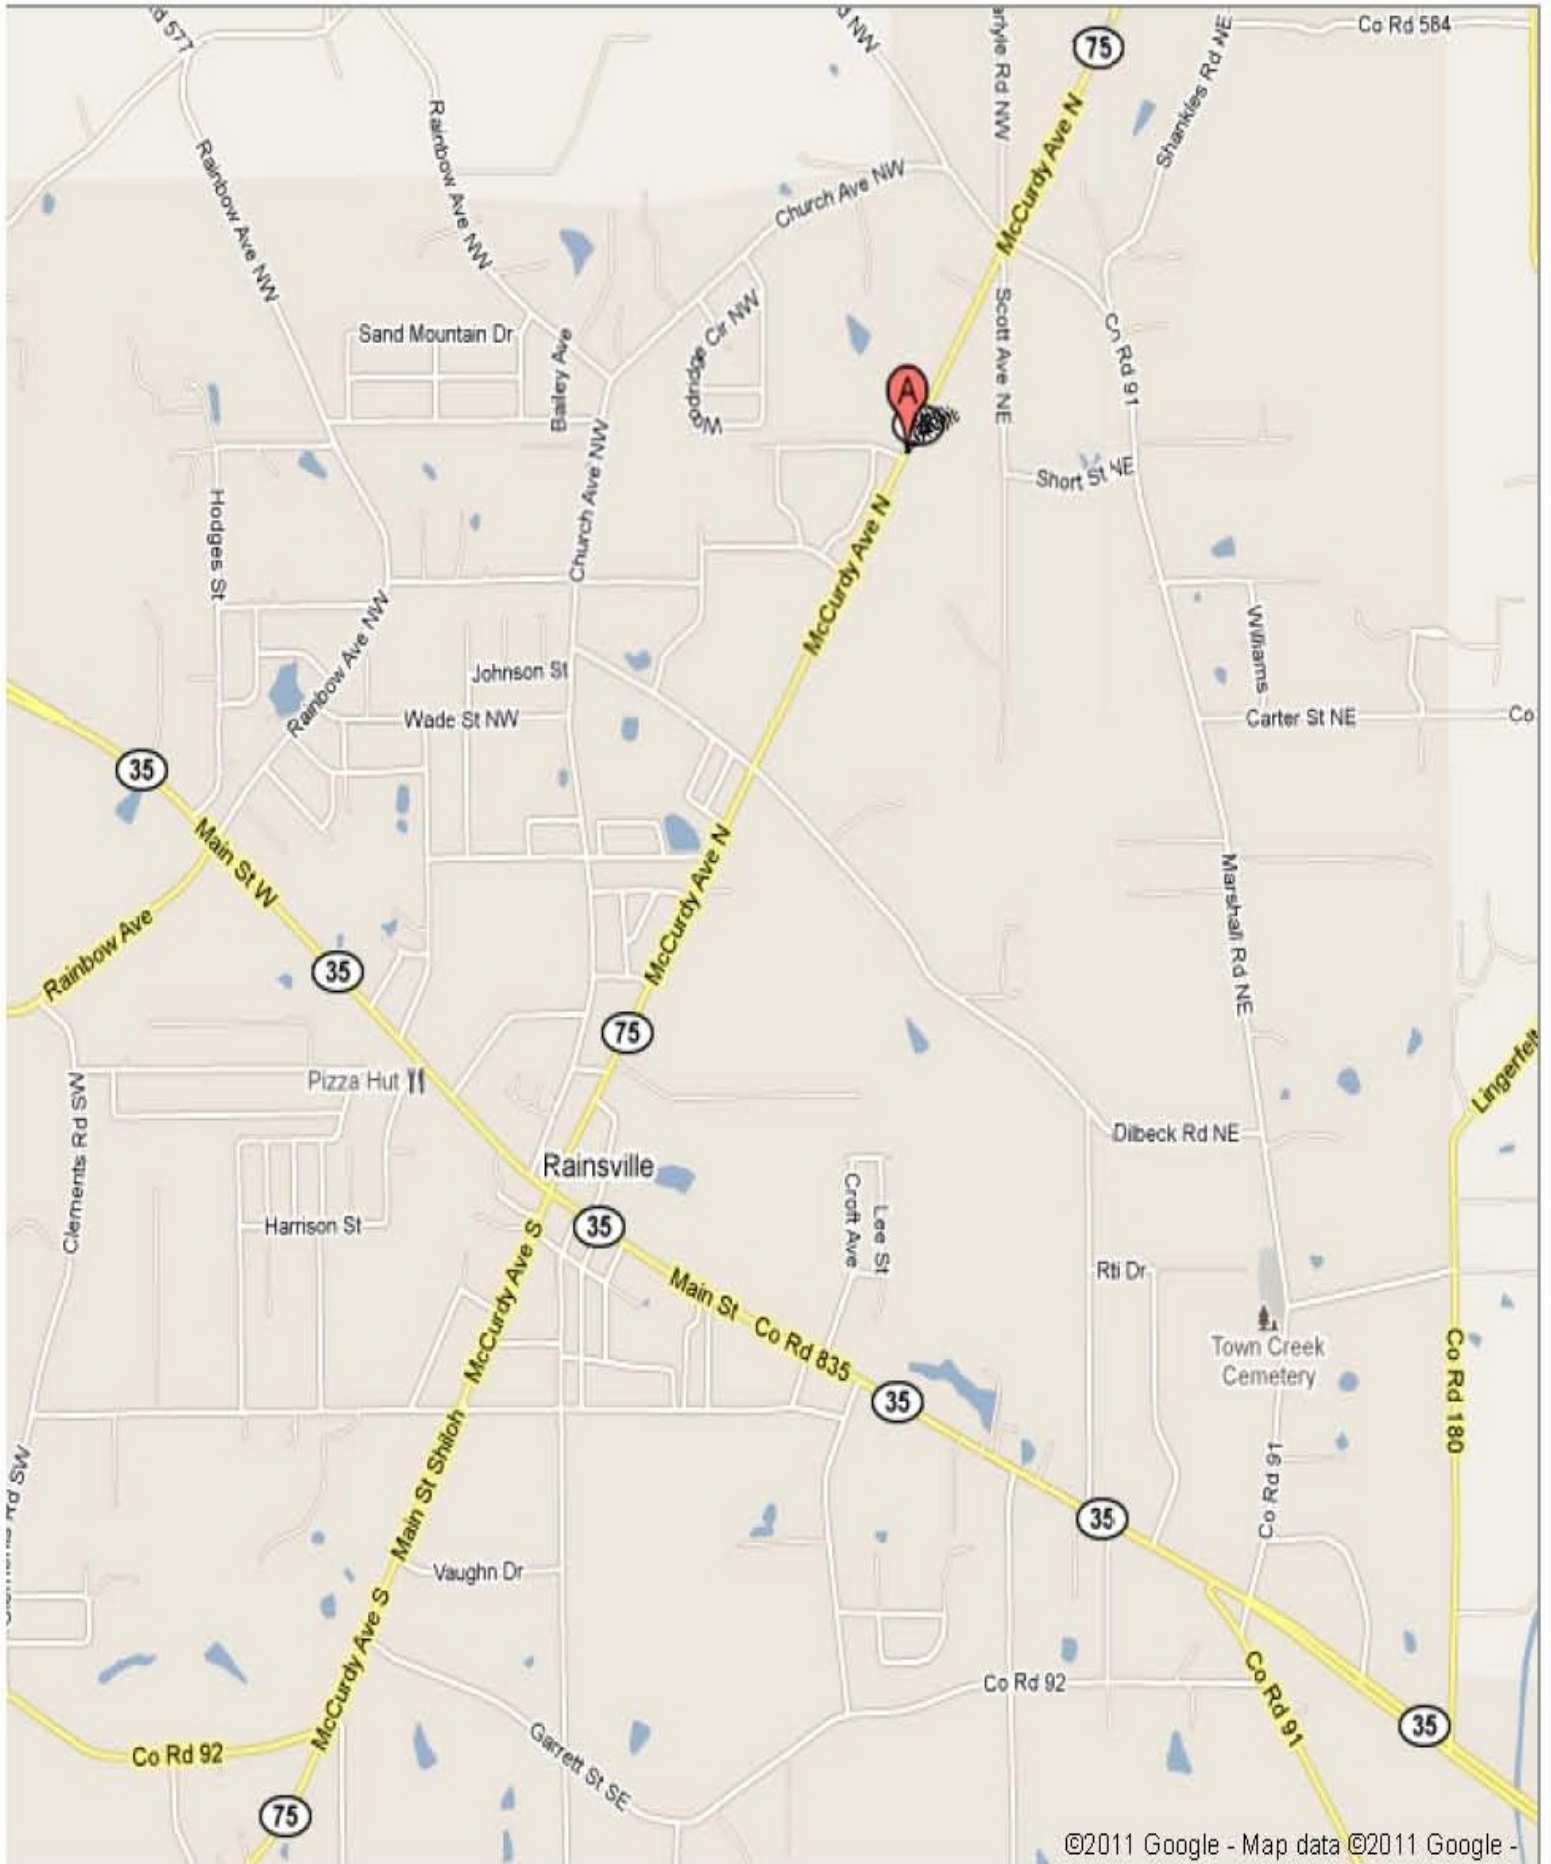 Rd 577
75
Co Rd 584
Rainbow Ave NW
Rainbow Ave NW
Church Ave NW
McCurdy Ave N
Shankles Rd NE
Sand Mountain Dr
Bailey Ave
Woodridge Cir NW
Scott Ave NE
Co Rd 91
A
Church Ave NW
Short St NE
Hodges St
McCurdy Ave N
Rainbow Ave NW
Johnson St
Williams
Wade St NW
Carter St NE
Co
35
Main St W
McCurdy Ave N
Marshall Rd NE
Rainbow Ave
35
75
Pizza Hut
Clements Rd SW
Dilbeck Rd NE
Rainsville
Harrison St
35
Croft Ave
Lee St
Rti Dr
McCurdy Ave S
Main St
Co Rd 835
Town Creek
Cemetery
Co Rd 180
35
Main St Shiloh
Co Rd 91
35
Vaughn Dr
McCurdy Ave S
Co Rd 92
Co Rd 91
35
Co Rd 92
Garrett St SE
75
©2011 Google - Map data ©2011 Google -